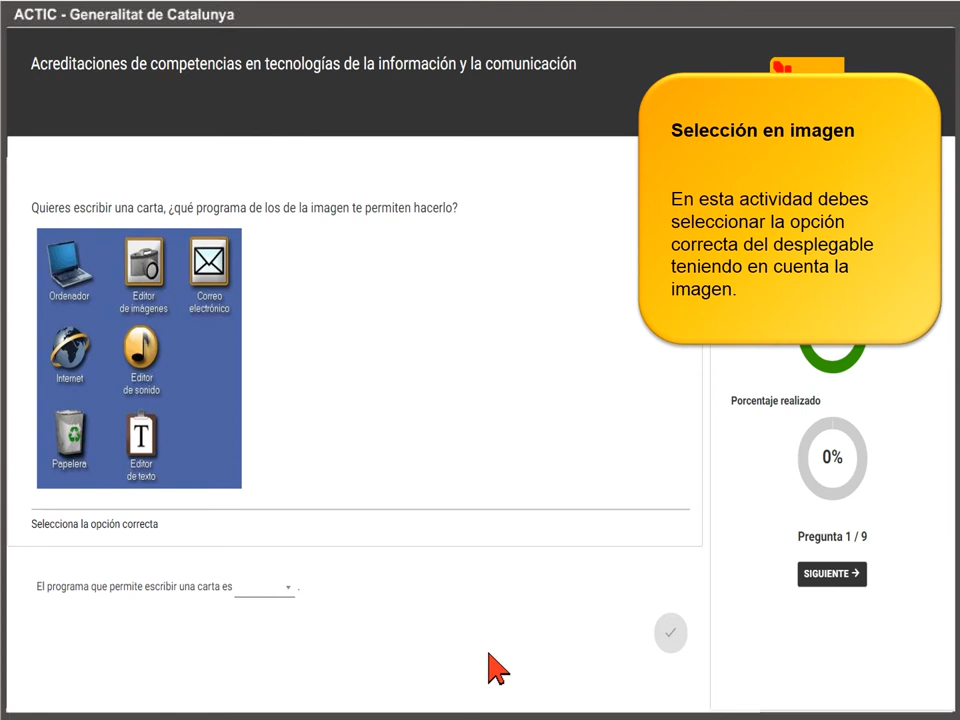 ACTIC - Generalitat de Catalunya
Acreditaciones de competencias en tecnologías de la información y la comunicación
Selección en imagen
En esta actividad debes
seleccionar la opción
correcta del desplegable
teniendo en cuenta la
imagen.
Quieres escribir una carta, ¿qué programa de los de la imagen te permiten hacerlo?
Ordenador
Editor
de imágenes
Correo
electrónico
Internet
Editor
de sonido
Papelera
T
Editor
de texto
Selecciona la opción correcta
El programa que permite escribir una carta es .
Porcentaje realizado
0%
Pregunta 1 / 9
SIGUIENTE →